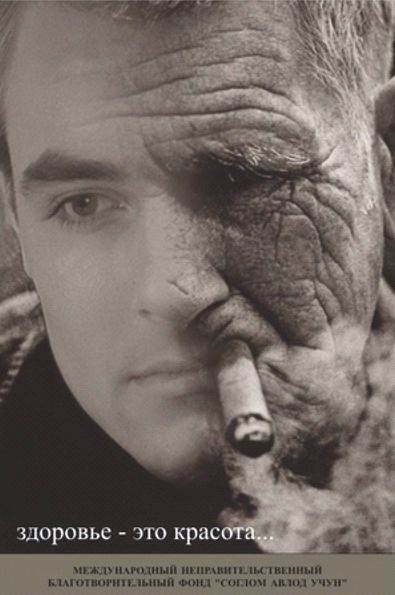 здоровье - это красота...
МЕЖДУНАРОДНЫЙ НЕПРАВИТЕЛЬСТВЕННЫЙ
БЛАГОТВОРИТЕЛЬНЫЙ ФОНД "СОГЛОМ АВЛОД УЧУН"